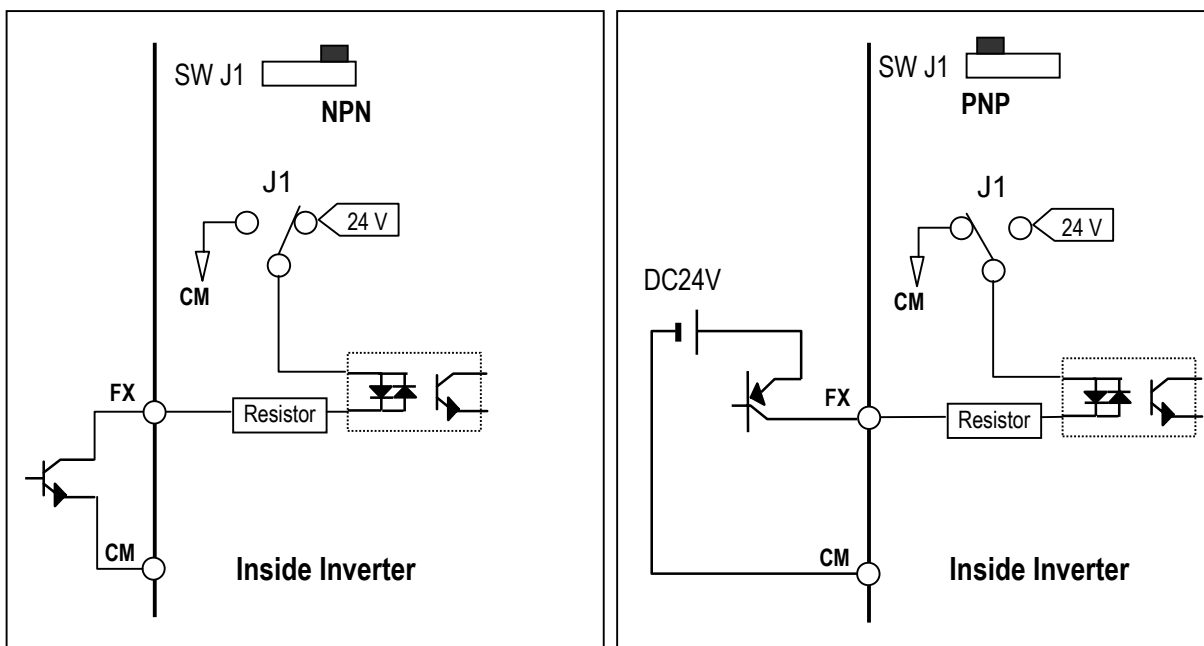 SW J1
NPN
J1
24 V
CM
FX
Resistor
CM
Inside Inverter
SW J1
PNP
J1
24 V
CM
DC24V
FX
Resistor
CM
Inside Inverter